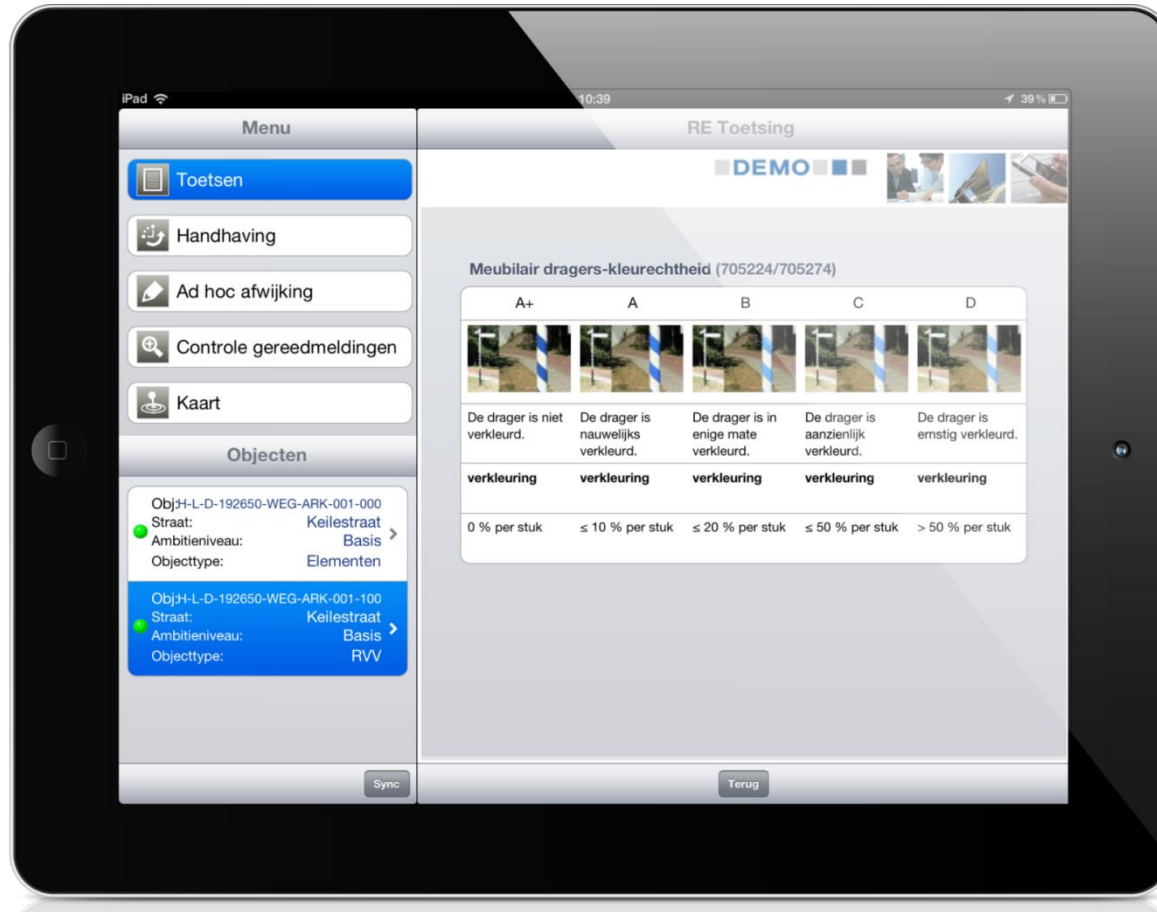 iPad 10:39 39 %
Menu
RE Toetsing
DEMO
Toetsen
Handhaving
Ad hoc afwijking
Controle gereedmeldingen
Kaart
Objecten
Obj:H-L-D-192650-WEG-ARK-001-000
Straat: Keilestraat
Ambitieniveau: Basis
Objecttype: Elementen
Obj:H-L-D-192650-WEG-ARK-001-100
Straat: Keilestraat
Ambitieniveau: Basis
Objecttype: RVV
Sync
Meubilair dragers-kleurechtheid (705224/705274)
A+ A B C D
De drager is niet
verkleurd.
De drager is
nauwelijks
verkleurd.
De drager is in
enige mate
verkleurd.
De drager is
aanzienlijk
verkleurd.
De drager is
ernstig verkleurd.
verkleuring verkleuring verkleuring verkleuring verkleuring
0 % per stuk ≤ 10 % per stuk ≤ 20 % per stuk ≤ 50 % per stuk > 50 % per stuk
Terug